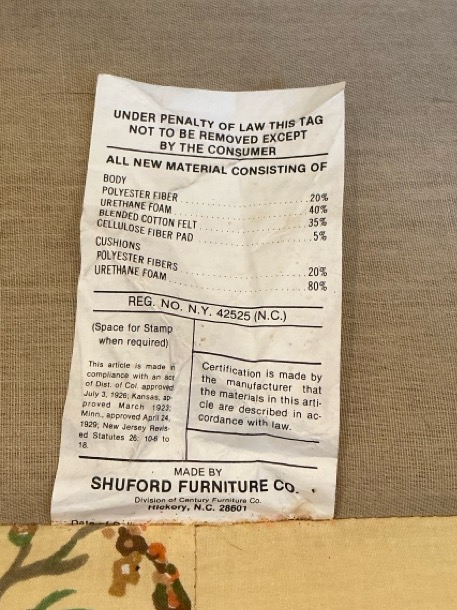 UNDER PENALTY OF LAW THIS TAG
NOT TO BE REMOVED EXCEPT
BY THE CONSUMER
ALL NEW MATERIAL CONSISTING OF
BODY
POLYESTER FIBER ........................ 20%
URETHANE FOAM ........................ 40%
BLENDED COTTON FELT ........................ 35%
CELLULOSE FIBER PAD ........................ 5%
CUSHIONS
POLYESTER FIBERS ........................ 20%
URETHANE FOAM ........................ 80%
REG. NO. N.Y. 42525 (N.C.)
(Space for Stamp
when required)
This article is made in
compliance with an act
of Dist. of Col. approved
July 3, 1926; Kansas, ap-
proved March 1923;
Minn., approved April 24,
1929; New Jersey Revis-
ed Statutes 26: 10-6 to
18.
Certification is made by
the manufacturer that
the materials in this arti-
cle are described in ac-
cordance with law.
MADE BY
SHUFORD FURNITURE CO.
Division of Century Furniture Co.
Hickory, N.C. 28601